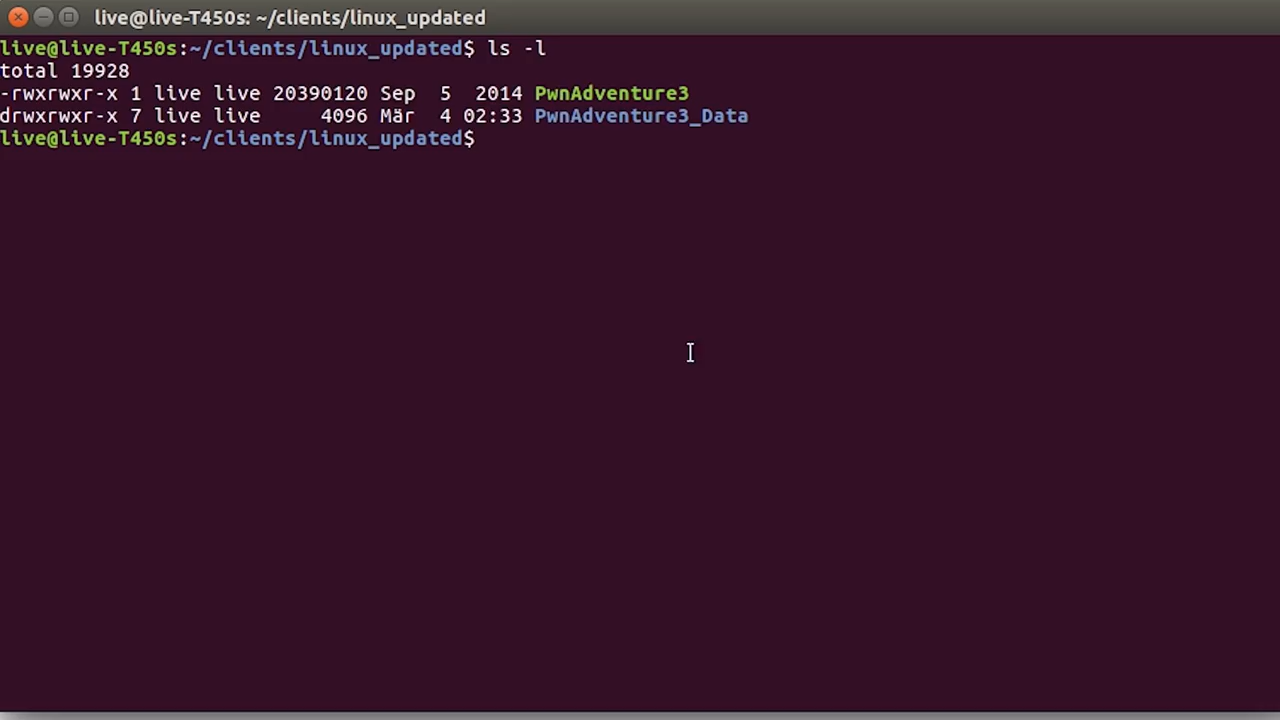 live@live-T450s: ~/clients/linux_updated
live@live-T450s:~/clients/linux_updated$ ls -l
total 19928
-rwxrwxr-x 1 live live 20390120 Sep  5  2014 PwnAdventure3
drwxrwxr-x 7 live live     4096 Mär  4 02:33 PwnAdventure3_Data
live@live-T450s:~/clients/linux_updated$